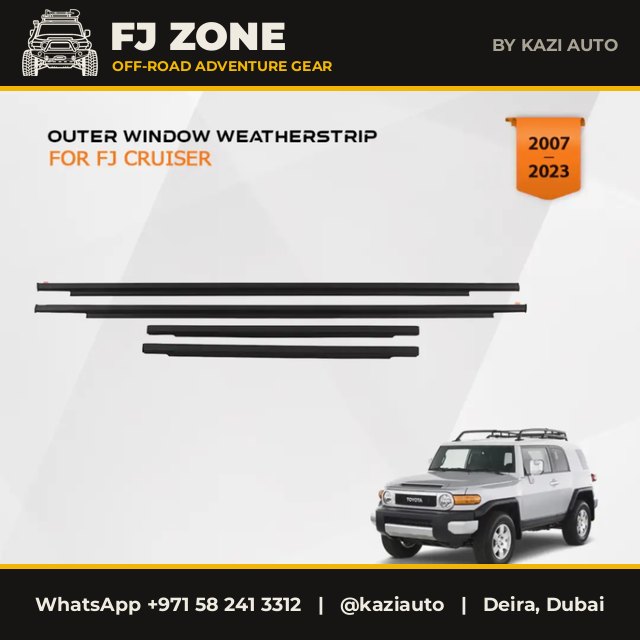 FJ ZONE
OFF-ROAD ADVENTURE GEAR
BY KAZI AUTO
OUTER WINDOW WEATHERSTRIP
FOR FJ CRUISER
2007
—
2023
TOYOTA
WhatsApp +971 58 241 3312 | @kaziauto | Deira, Dubai